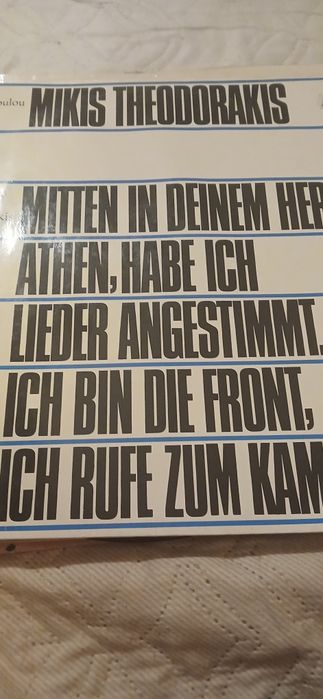 oulou
MIKIS THEODORAKIS
MITTEN IN DEINEM HER
ATHEN, HABE ICH
LIEDER ANGESTIMMT.
ICH BIN DIE FRONT,
ICH RUFE ZUM KAM